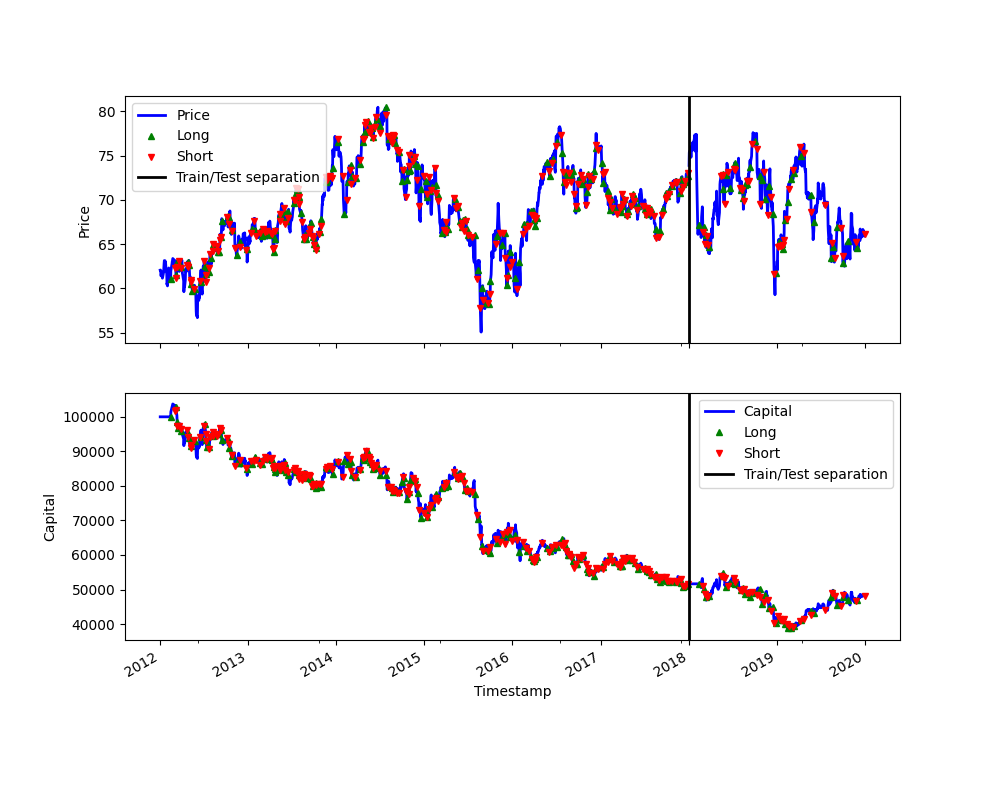 80
75
70
65
60
55
Price
Price
Long
Short
Train/Test separation
100000
90000
80000
70000
60000
50000
40000
Capital
Capital
Long
Short
Train/Test separation
2012
2013
2014
2015
2016
2017
2018
2019
2020
Timestamp